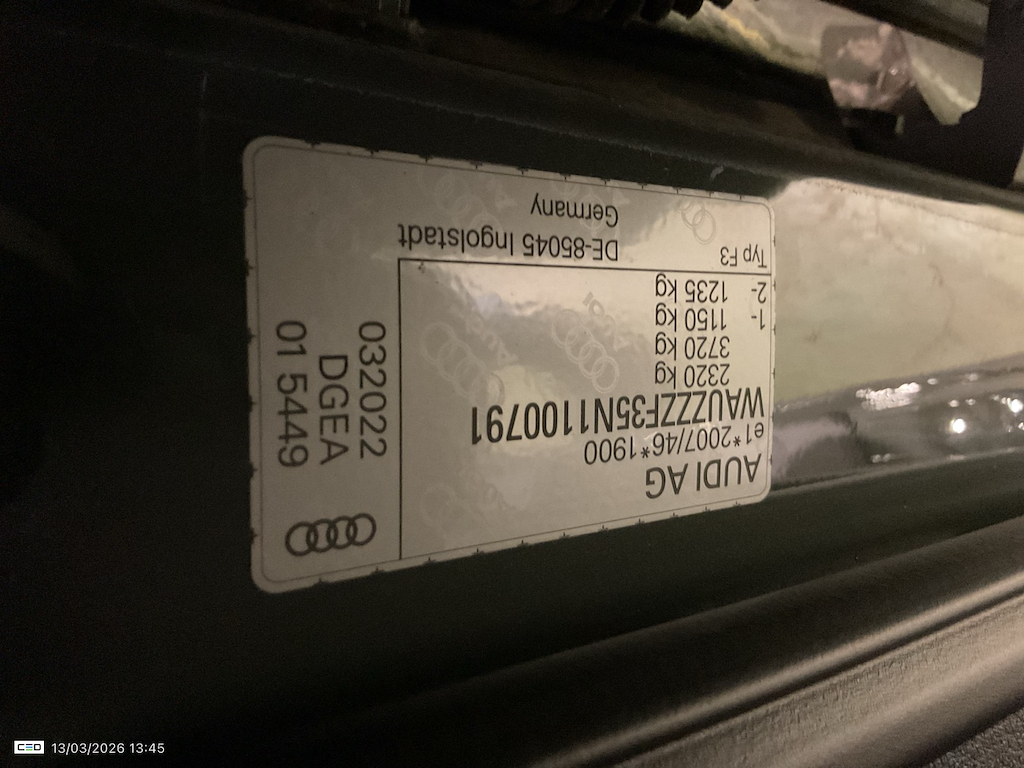 AUDI AG
e1*2007/46*1900
WAUZZZF35N1100791
2320 kg
3720 kg
1- 1150 kg
2- 1235 kg
Typ F3 DE-85045 Ingolstadt
Germany
032022
DGEA
01 5449
CEO 13/03/2026 13:45